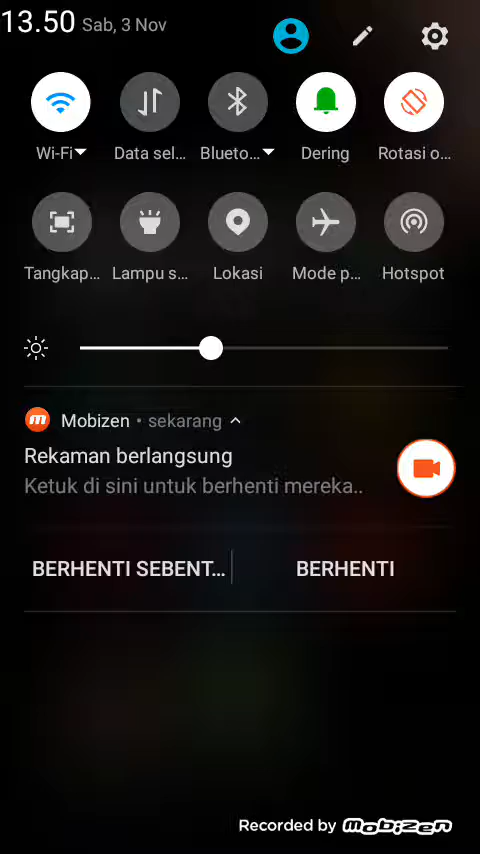 13.50 Sab, 3 Nov
Wi-Fi Data sel... Blueto... Dering Rotasi o...
Tangkap... Lampu s... Lokasi Mode p... Hotspot
m Mobizen • sekarang
Rekaman berlangsung
Ketuk di sini untuk berhenti mereka..
BERHENTI SEBENT... BERHENTI
Recorded by mobizen